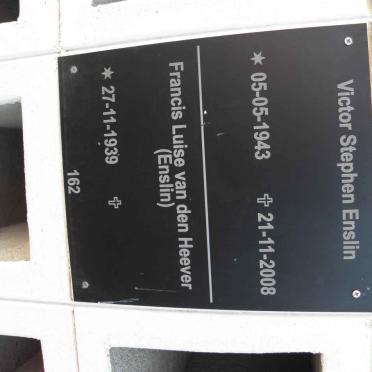 Victor Stephen Enslin
✶ 05-05-1943 ✞ 21-11-2008
Francis Luise van den Heever
(Enslin)
✶ 27-11-1939 ✞
162